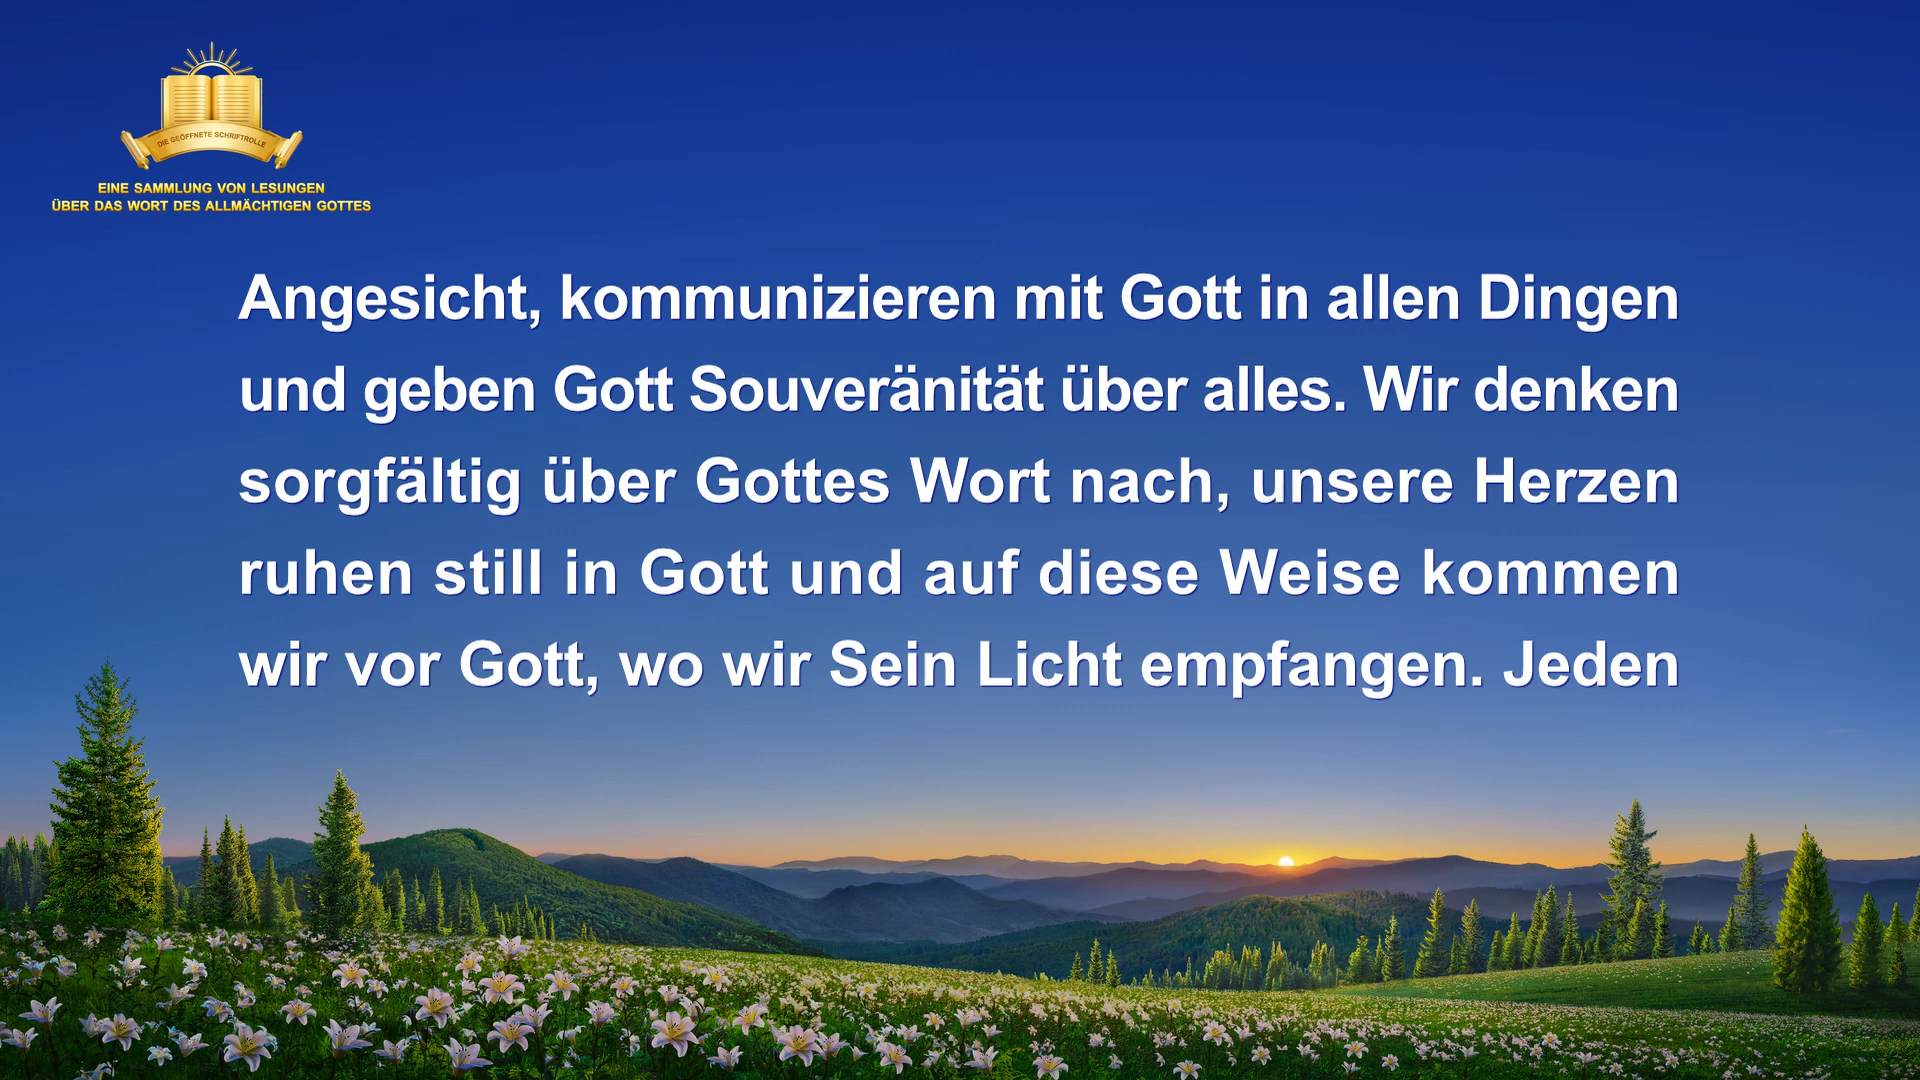 DIE GEÖFFNETE SCHRIFTROLLE
EINE SAMMLUNG VON LESUNGEN
ÜBER DAS WORT DES ALLMÄCHTIGEN GOTTES
Angesicht, kommunizieren mit Gott in allen Dingen
und geben Gott Souveränität über alles. Wir denken
sorgfältig über Gottes Wort nach, unsere Herzen
ruhen still in Gott und auf diese Weise kommen
wir vor Gott, wo wir Sein Licht empfangen. Jeden